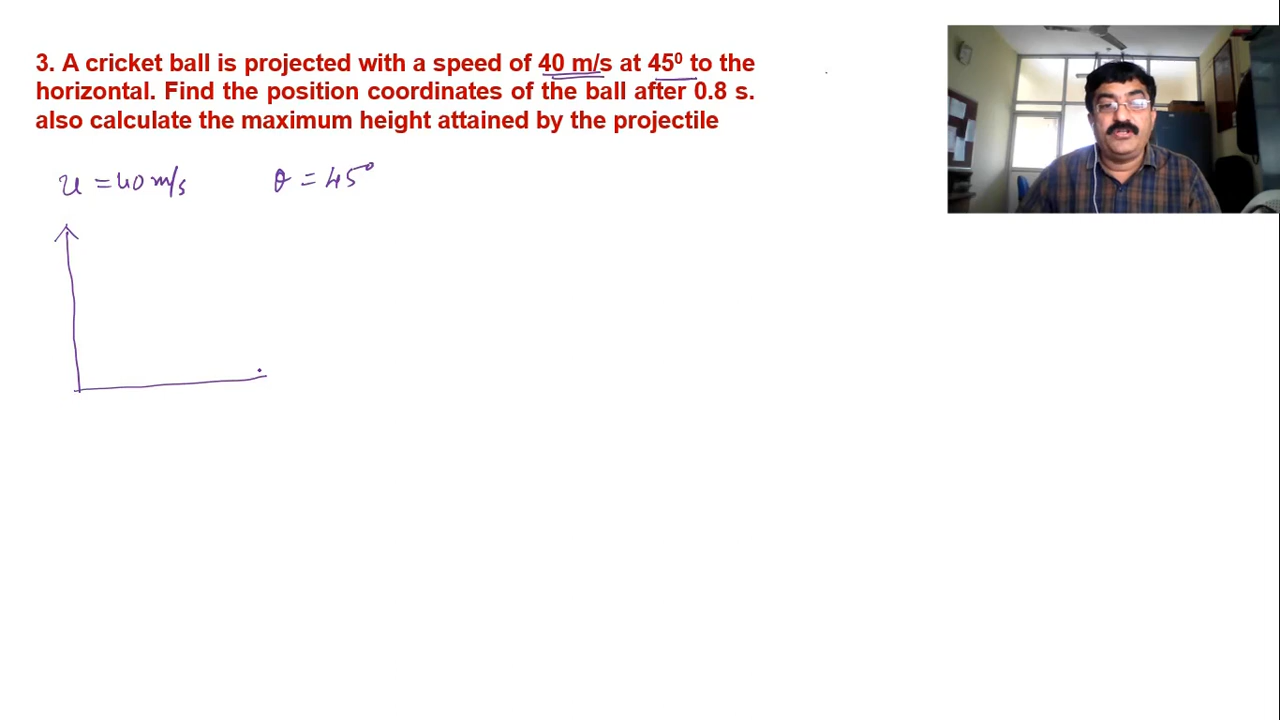 3. A cricket ball is projected with a speed of 40 m/s at 45⁰ to the
horizontal. Find the position coordinates of the ball after 0.8 s.
also calculate the maximum height attained by the projectile
u = 40 m/s θ = 45⁰